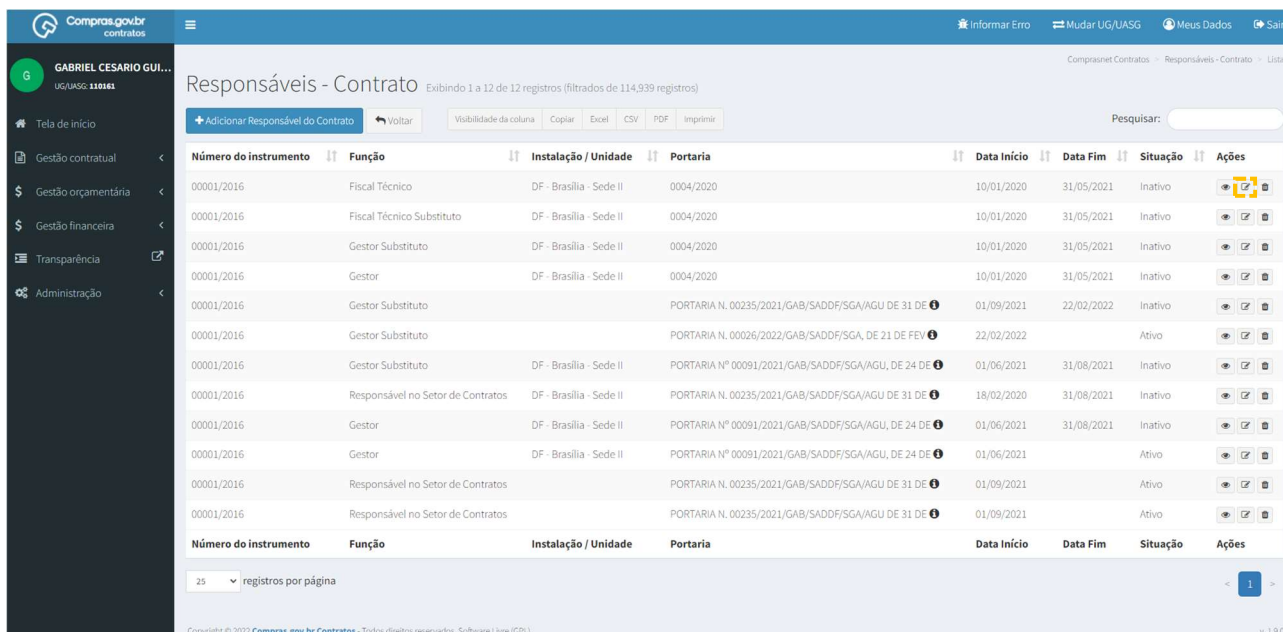 Compras.gov.br
contratos
Informar Erro Mudar UG/UASG Meus Dados Sair
G
GABRIEL CESARIO GUI...
UG/UASG: 110161
Tela de início
Gestão contratual
$ Gestão orçamentária
$ Gestão financeira
Transparência
Administração
Comprasnet Contratos > Responsáveis - Contrato > Lista
Responsáveis - Contrato Exibindo 1 a 12 de 12 registros (filtrados de 114,939 registros)
+ Adicionar Responsável do Contrato Voltar Visibilidade da coluna Copiar Excel CSV PDF Imprimir Pesquisar:
Número do instrumento Função Instalação / Unidade Portaria Data Início Data Fim Situação Ações
00001/2016 Fiscal Técnico DF - Brasília - Sede II 0004/2020 10/01/2020 31/05/2021 Inativo
00001/2016 Fiscal Técnico Substituto DF - Brasília - Sede II 0004/2020 10/01/2020 31/05/2021 Inativo
00001/2016 Gestor Substituto DF - Brasília - Sede II 0004/2020 10/01/2020 31/05/2021 Inativo
00001/2016 Gestor DF - Brasília - Sede II 0004/2020 10/01/2020 31/05/2021 Inativo
00001/2016 Gestor Substituto PORTARIA N. 00235/2021/GAB/SADDF/SGA/AGU DE 31 DE 01/09/2021 22/02/2022 Inativo
00001/2016 Gestor Substituto PORTARIA N. 00026/2022/GAB/SADDF/SGA, DE 21 DE FEV 22/02/2022 Ativo
00001/2016 Gestor Substituto DF - Brasília - Sede II PORTARIA Nº 00091/2021/GAB/SADDF/SGA/AGU, DE 24 DE 01/06/2021 31/08/2021 Inativo
00001/2016 Responsável no Setor de Contratos DF - Brasília - Sede II PORTARIA N. 00235/2021/GAB/SADDF/SGA/AGU DE 31 DE 18/02/2020 31/08/2021 Inativo
00001/2016 Gestor DF - Brasília - Sede II PORTARIA Nº 00091/2021/GAB/SADDF/SGA/AGU, DE 24 DE 01/06/2021 31/08/2021 Inativo
00001/2016 Gestor DF - Brasília - Sede II PORTARIA Nº 00091/2021/GAB/SADDF/SGA/AGU, DE 24 DE 01/06/2021 Ativo
00001/2016 Responsável no Setor de Contratos PORTARIA N. 00235/2021/GAB/SADDF/SGA/AGU DE 31 DE 01/09/2021 Ativo
00001/2016 Responsável no Setor de Contratos PORTARIA N. 00235/2021/GAB/SADDF/SGA/AGU DE 31 DE 01/09/2021 Ativo
Número do instrumento Função Instalação / Unidade Portaria Data Início Data Fim Situação Ações
25 registros por página < 1 >
Copyright © 2022 Compras.gov.br Contratos - Todos direitos reservados. Software Livre (GPL).